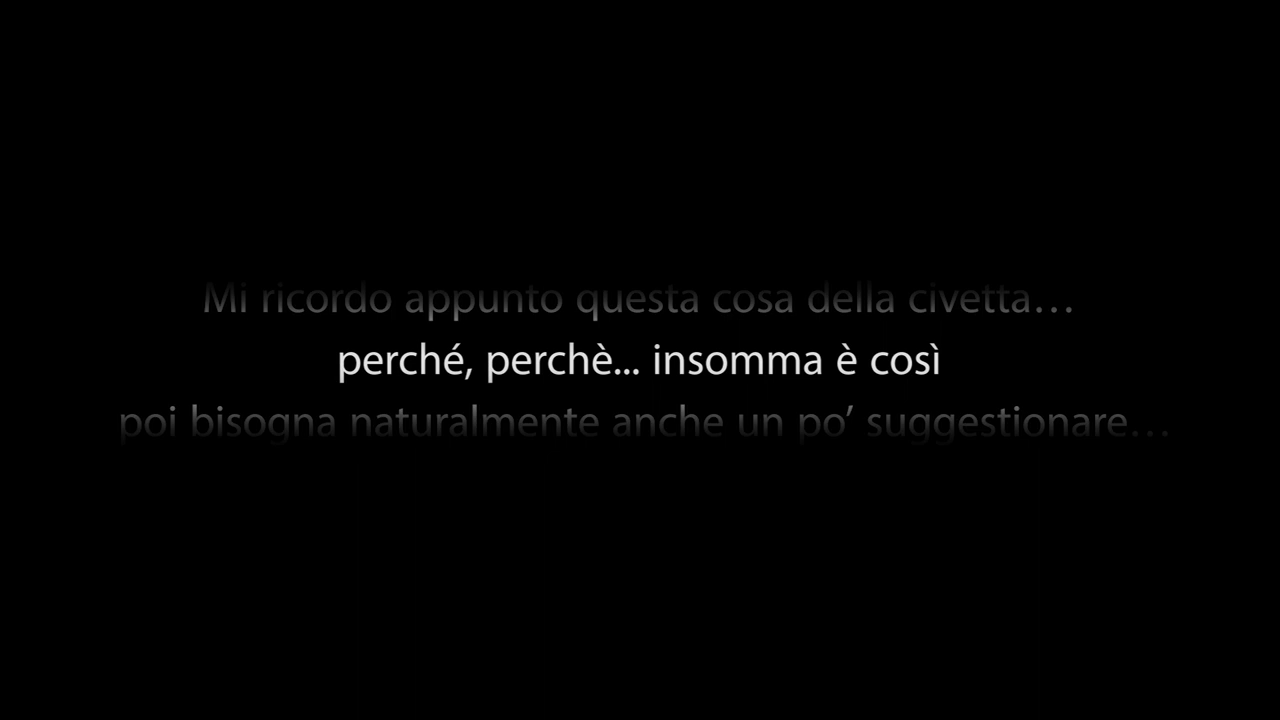 Mi ricordo appunto questa cosa della civetta…
perché, perchè... insomma è così
poi bisogna naturalmente anche un po’ suggestionare…